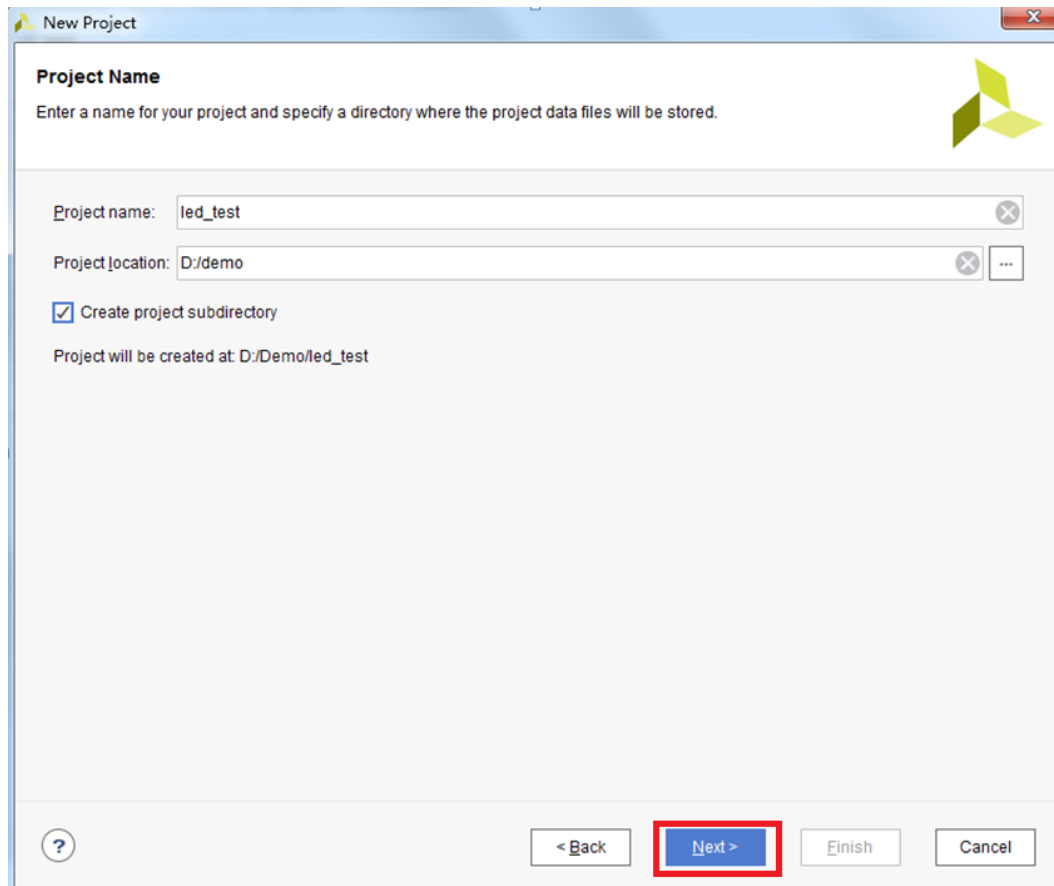 New Project
Project Name
Enter a name for your project and specify a directory where the project data files will be stored.
Project name: led_test
Project location: D:/demo ...
Create project subdirectory
Project will be created at: D:/Demo/led_test
? < Back Next > Finish Cancel